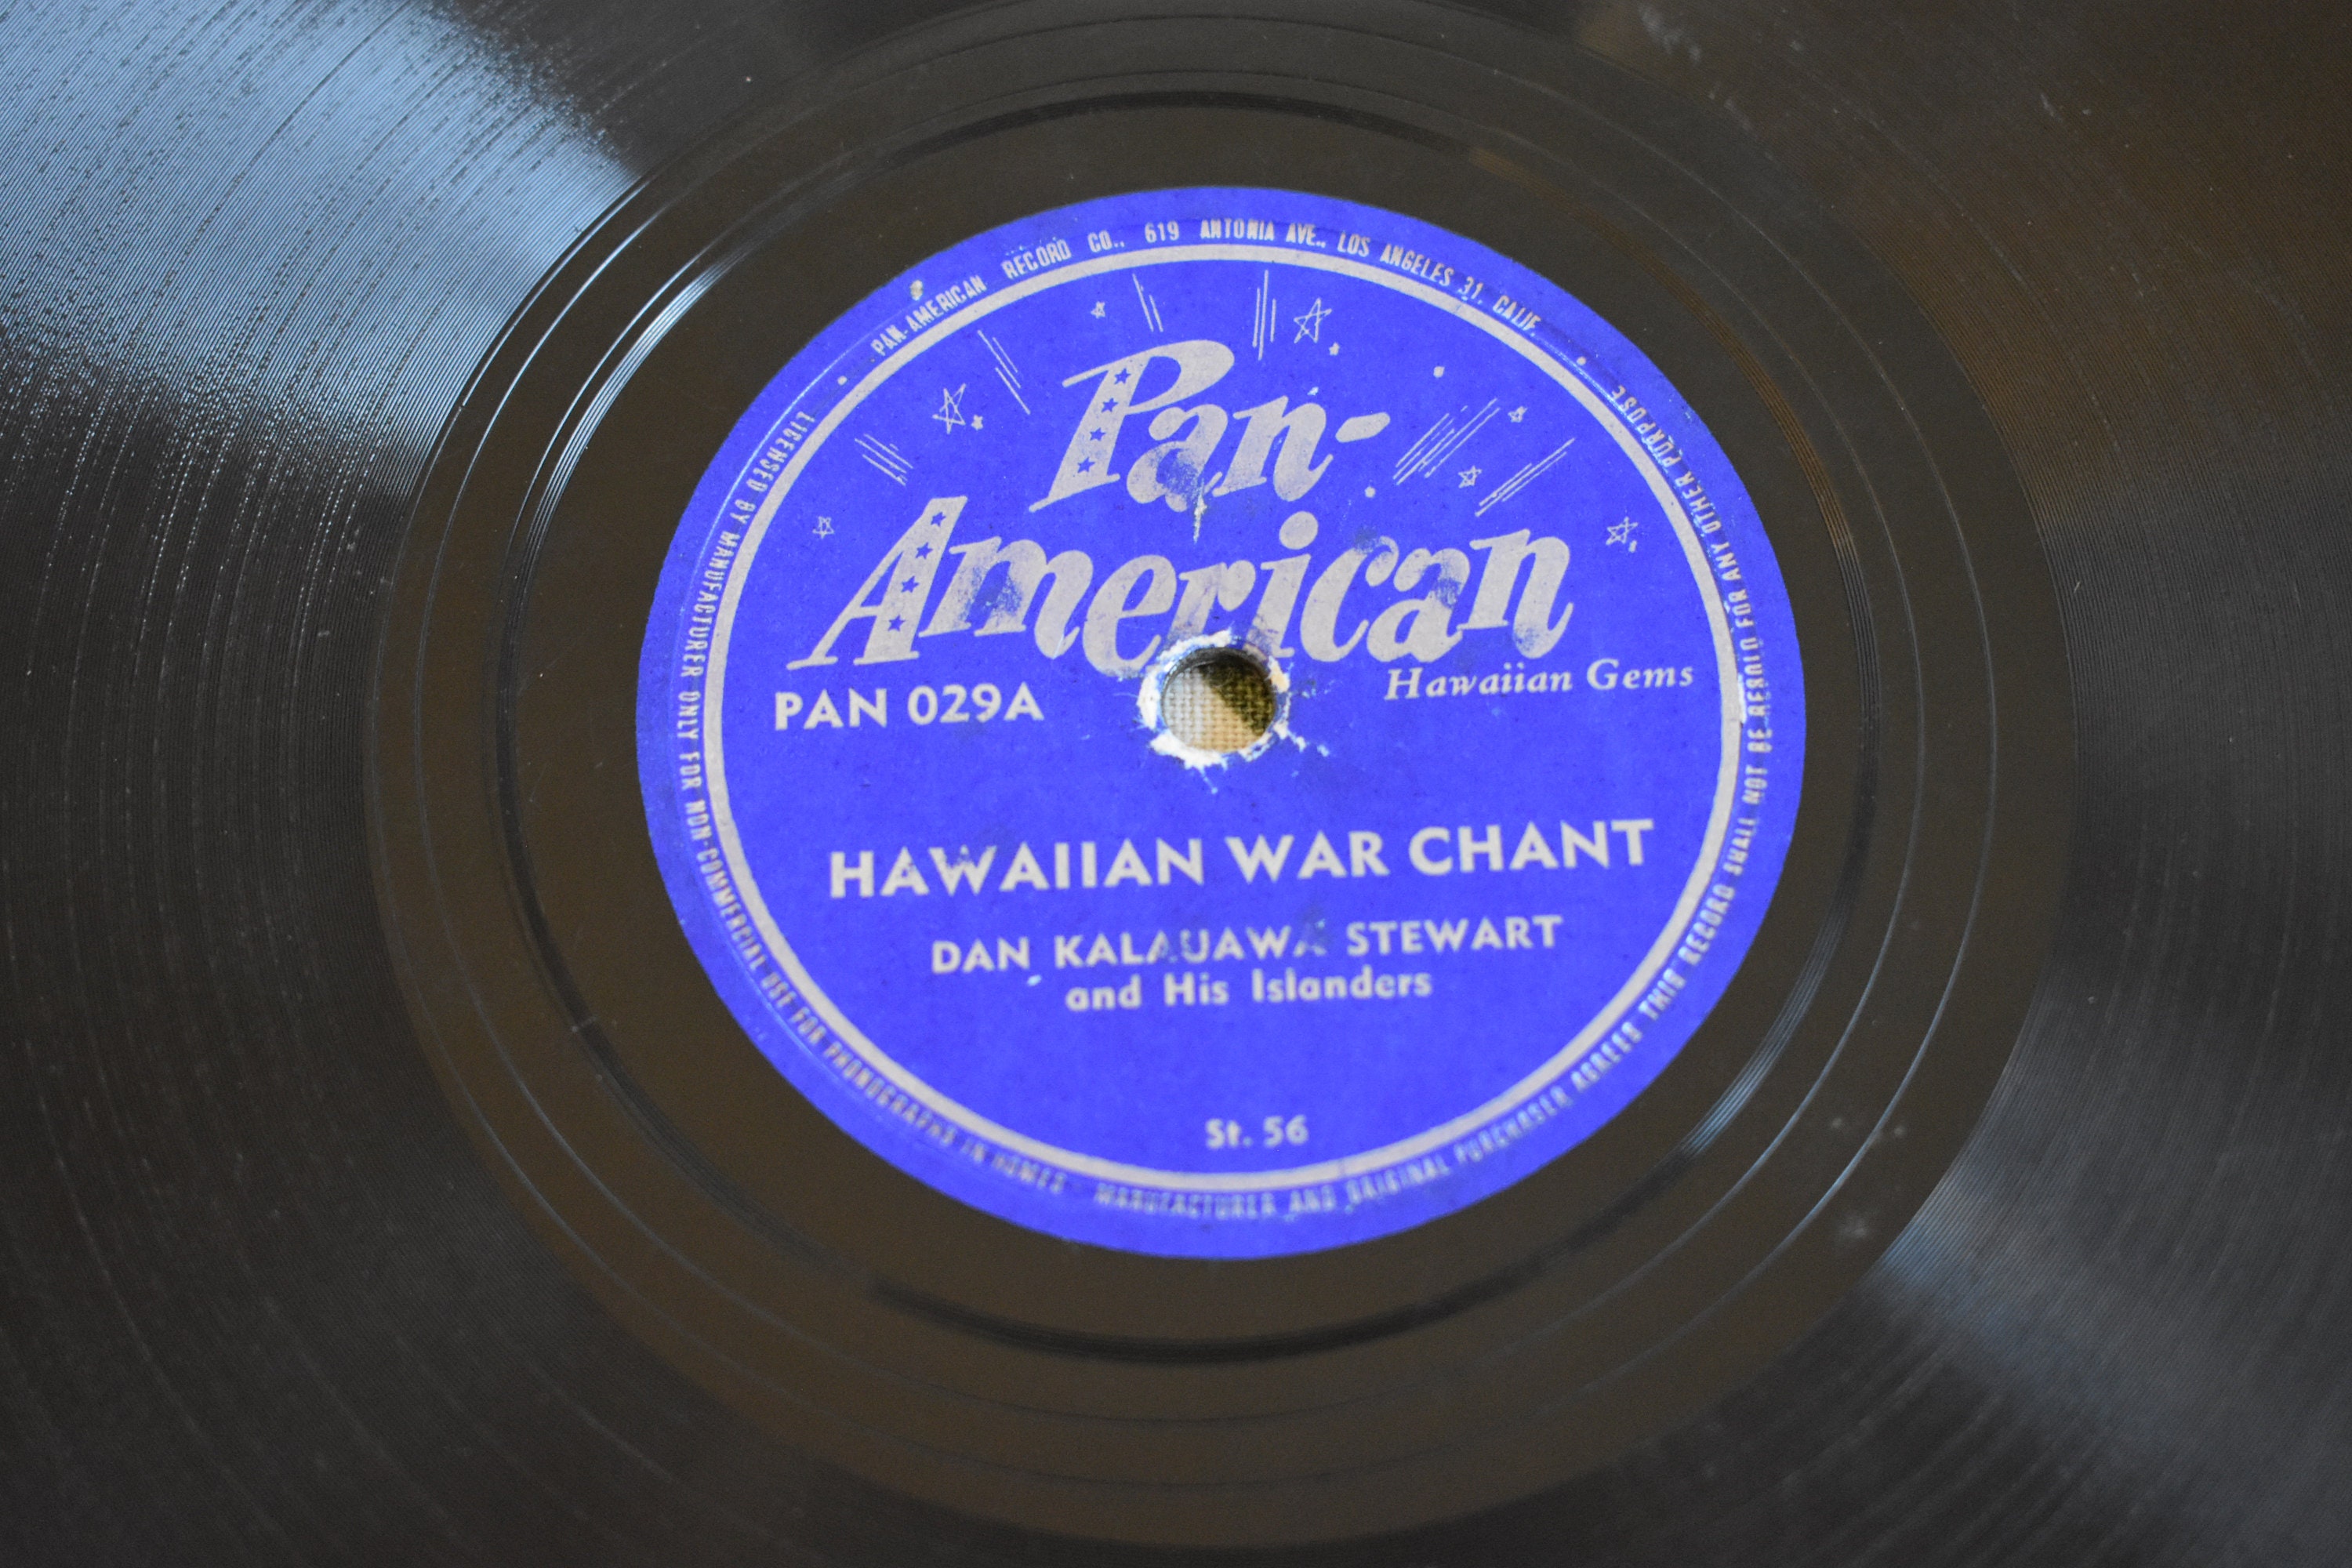 PAN-AMERICAN RECORD CO., 619 ANTONIA AVE., LOS ANGELES 31, CALIF.
Pan-
American
Hawaiian Gems
PAN 029A
HAWAIIAN WAR CHANT
DAN KALAUAWA STEWART
and His Islanders
St. 56
LICENSED BY MANUFACTURER ONLY FOR NON-COMMERCIAL USE FOR PHONOGRAPHS IN HOMES. MANUFACTURER AND ORIGINAL PURCHASER AGREES THIS RECORD SHALL NOT BE RESOLD FOR ANY OTHER PURPOSE